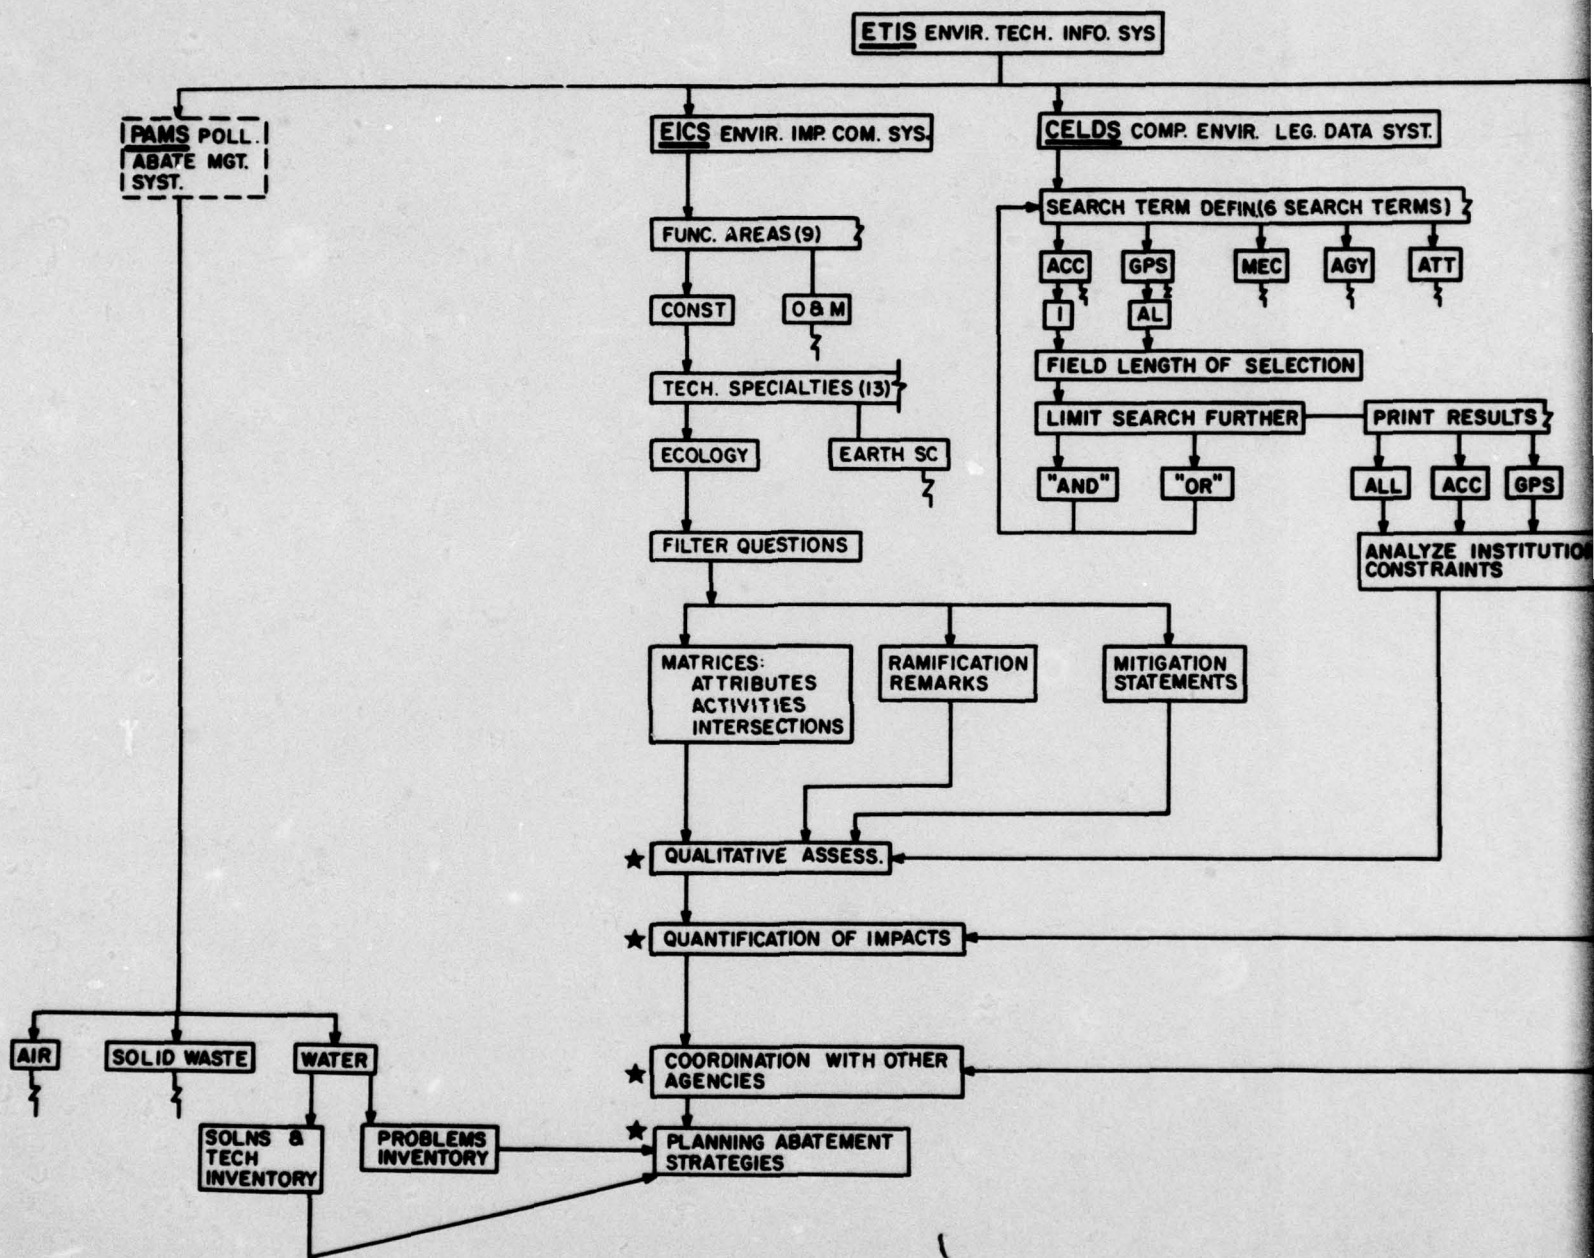 ETIS ENVIR. TECH. INFO. SYS
PAMS POLL.
ABATE MGT.
SYST.
EICS ENVIR. IMP. COM. SYS.
CELDS COMP. ENVIR. LEG. DATA SYST.
SEARCH TERM DEFIN.(6 SEARCH TERMS)
FUNC. AREAS (9)
ACC
GPS
MEC
AGY
ATT
CONST
O & M
I
AL
FIELD LENGTH OF SELECTION
TECH. SPECIALTIES (13)
LIMIT SEARCH FURTHER
PRINT RESULTS
ECOLOGY
EARTH SC
"AND"
"OR"
ALL
ACC
GPS
FILTER QUESTIONS
ANALYZE INSTITUTIO
CONSTRAINTS
MATRICES:
ATTRIBUTES
ACTIVITIES
INTERSECTIONS
RAMIFICATION
REMARKS
MITIGATION
STATEMENTS
QUALITATIVE ASSESS.
QUANTIFICATION OF IMPACTS
AIR
SOLID WASTE
WATER
COORDINATION WITH OTHER
AGENCIES
SOLNS &
TECH
INVENTORY
PROBLEMS
INVENTORY
PLANNING ABATEMENT
STRATEGIES